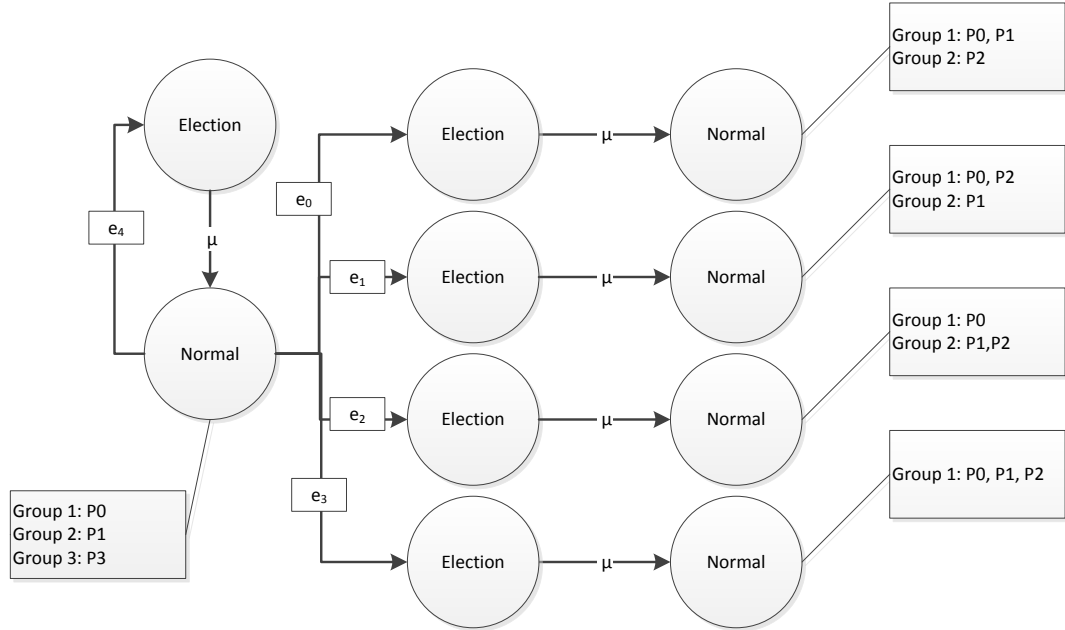 Election
e₄
μ
Normal
Group 1: P0
Group 2: P1
Group 3: P3
e₀
Election
μ
Normal
Group 1: P0, P1
Group 2: P2
e₁
Election
μ
Normal
Group 1: P0, P2
Group 2: P1
e₂
Election
μ
Normal
Group 1: P0
Group 2: P1,P2
e₃
Election
μ
Normal
Group 1: P0, P1, P2